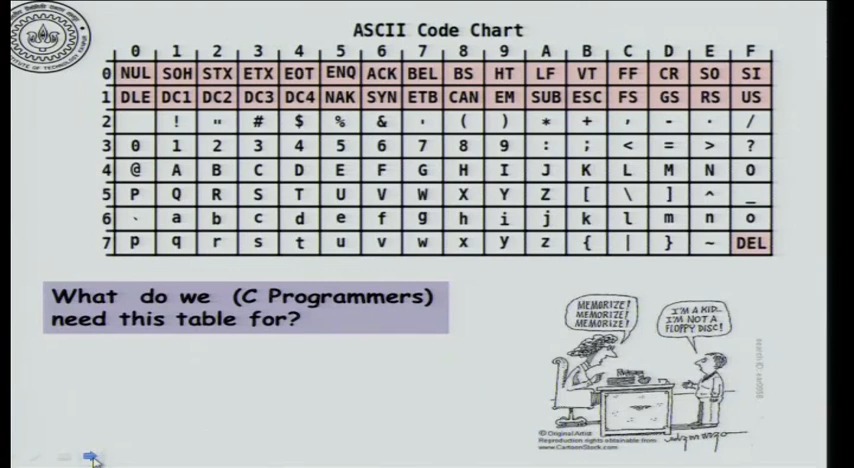 ASCII Code Chart
0 1 2 3 4 5 6 7 8 9 A B C D E F
0 NUL SOH STX ETX EOT ENQ ACK BEL BS HT LF VT FF CR SO SI
1 DLE DC1 DC2 DC3 DC4 NAK SYN ETB CAN EM SUB ESC FS GS RS US
2 ! " # $ % & ' ( ) * + , - . /
3 0 1 2 3 4 5 6 7 8 9 : ; < = > ?
4 @ A B C D E F G H I J K L M N O
5 P Q R S T U V W X Y Z [ \ ] ^ _
6 ` a b c d e f g h i j k l m n o
7 p q r s t u v w x y z { | } ~ DEL
What do we (C Programmers)
need this table for?
MEMORIZE!
MEMORIZE!
MEMORIZE!
I'M A KID...
I'M NOT A
FLOPPY DISC!
© Original Artist
Reproduction rights obtainable from
www.CartoonStock.com